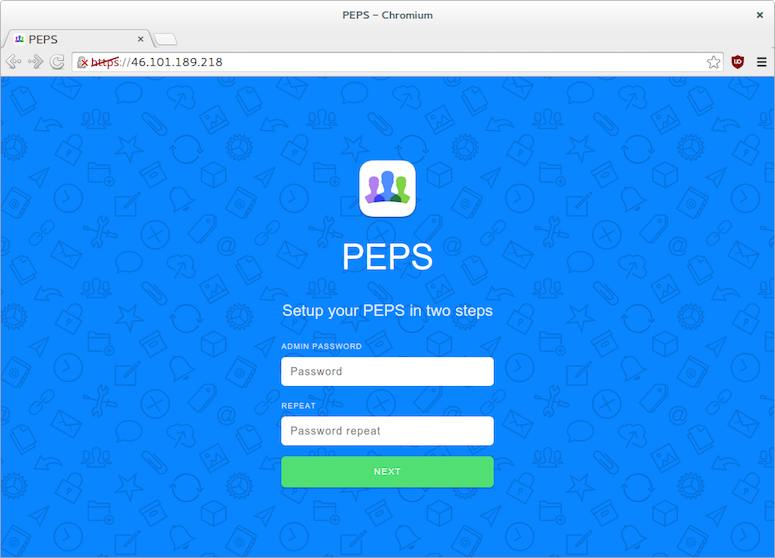 PEPS – Chromium
PEPS
https://46.101.189.218
PEPS
Setup your PEPS in two steps
ADMIN PASSWORD
Password
REPEAT
Password repeat
NEXT